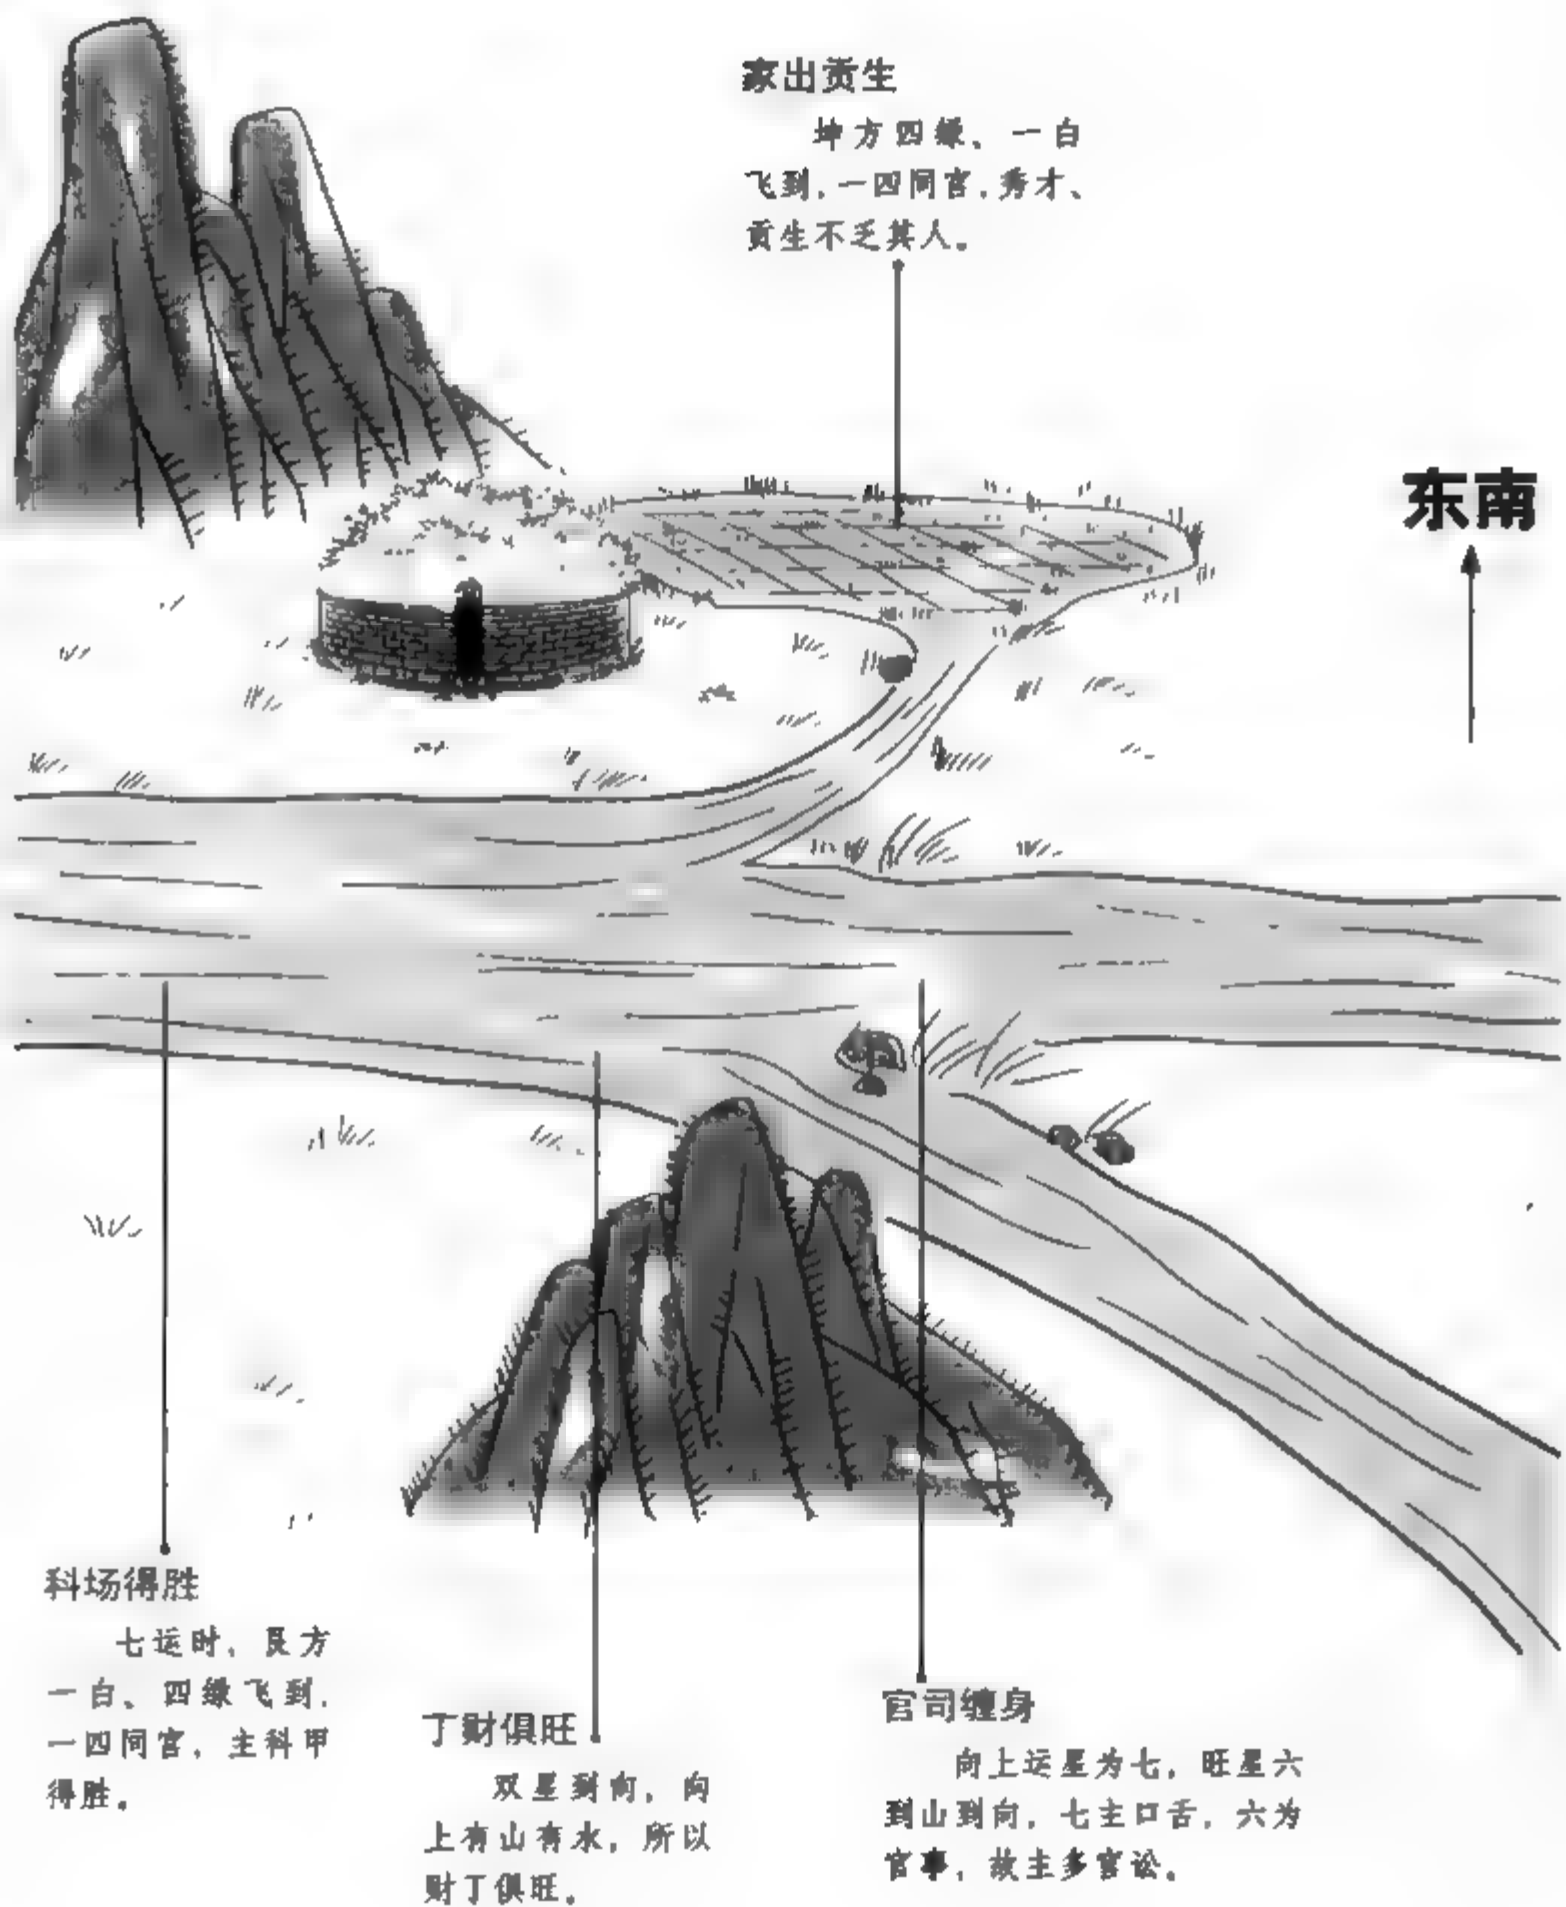 家出贡生
坤方四绿、一白
飞到,一四同宫,秀才、
贡生不乏其人。
东南
科场得胜
七运时,艮方
一白、四绿飞到,
一四同宫,主科甲
得胜。
丁财俱旺
双星到向,向
上有山有水,所以
财丁俱旺。
官司缠身
向上运星为七,旺星六
到山到向,七主口舌,六为
官事,故主多官讼。